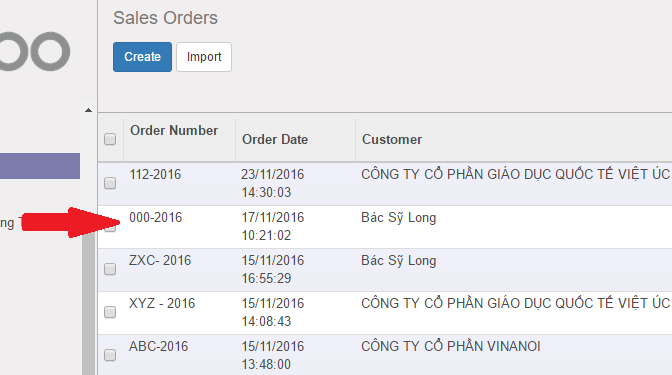 Sales Orders
Create Import
Order Number Order Date Customer
112-2016 23/11/2016 14:30:03 CÔNG TY CỔ PHẦN GIÁO DỤC QUỐC TẾ VIỆT ÚC
000-2016 17/11/2016 10:21:02 Bác Sỹ Long
ng
ZXC- 2016 15/11/2016 16:55:29 Bác Sỹ Long
XYZ - 2016 15/11/2016 14:08:43 CÔNG TY CỔ PHẦN GIÁO DỤC QUỐC TẾ VIỆT ÚC
ABC-2016 15/11/2016 13:48:00 CÔNG TY CỔ PHẦN VINANOI